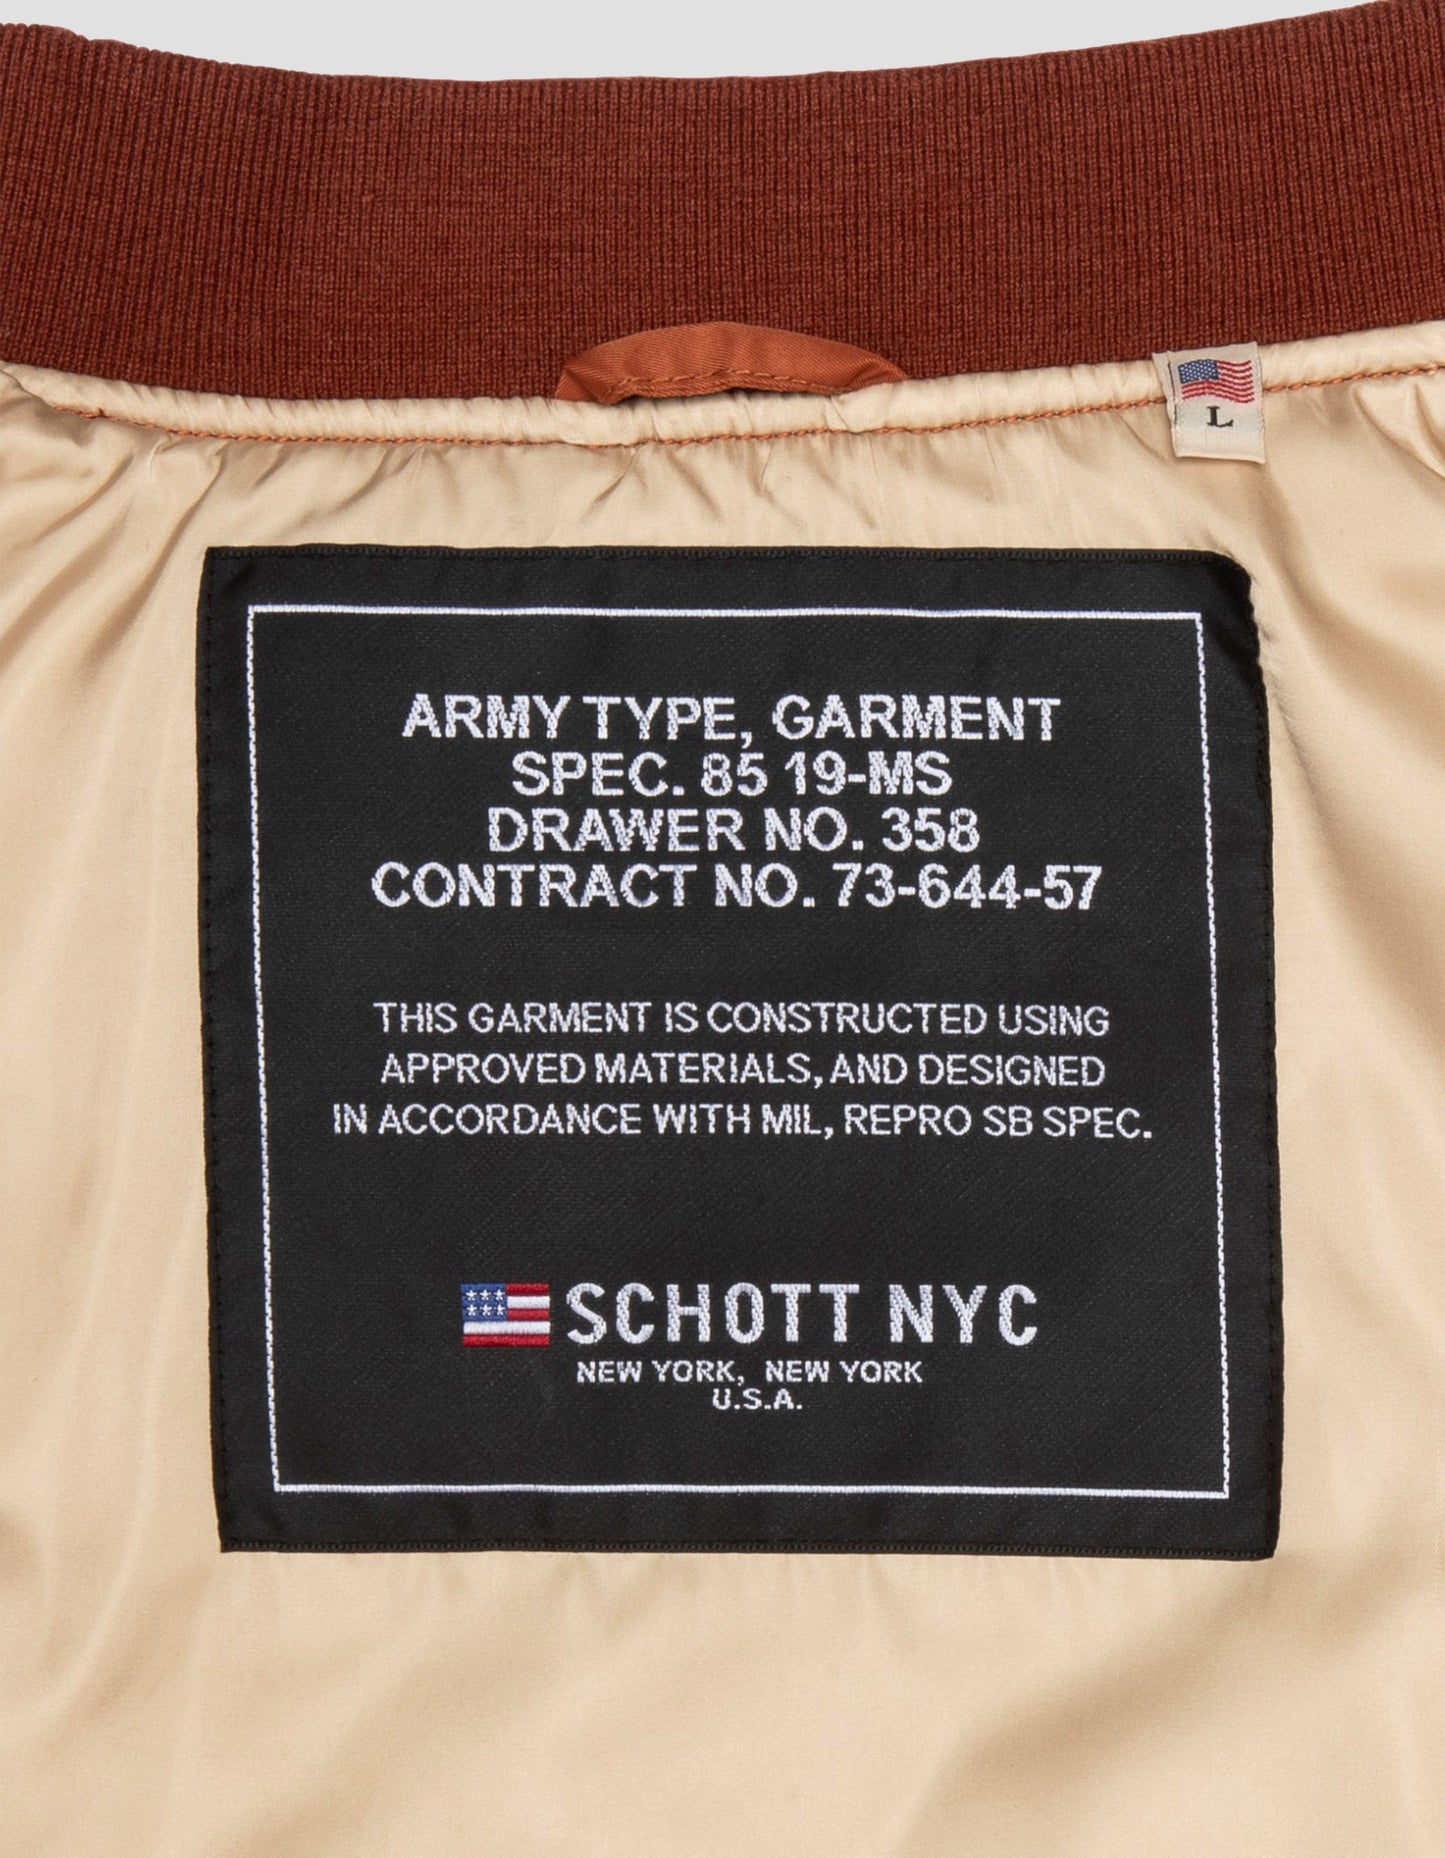 L
ARMY TYPE, GARMENT
SPEC. 85 19-MS
DRAWER NO. 358
CONTRACT NO. 73-644-57
THIS GARMENT IS CONSTRUCTED USING
APPROVED MATERIALS, AND DESIGNED
IN ACCORDANCE WITH MIL, REPRO SB SPEC.
SCHOTT NYC
NEW YORK, NEW YORK
U.S.A.